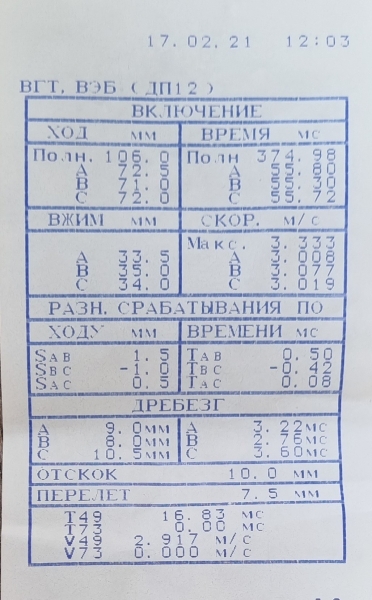 17.02.21 12:03
ВГТ, ВЭБ (ДП12)
ВКЛЮЧЕНИЕ
ХОД мм ВРЕМЯ мс
Полн. 106.0 Полн 374.98
А 72.5 А 55.80
В 71.0 В 55.30
С 72.0 С 55.72
ВЖИМ мм СКОР. м/с
Макс. 3.333
А 33.5 А 3.008
В 35.0 В 3.077
С 34.0 С 3.019
РАЗН. СРАБАТЫВАНИЯ ПО
ХОДУ мм ВРЕМЕНИ мс
SAB 1.5 TAB 0.50
SBC -1.0 TBC -0.42
SAC 0.5 TAC 0.08
ДРЕБЕЗГ
А 9.0мм А 3.22мс
В 8.0мм В 2.76мс
С 10.5мм С 3.60мс
ОТСКОК 10.0 мм
ПЕРЕЛЕТ 7.5 мм
T49 16.83 мс
T73 0.00 мс
V49 2.917 м/с
V73 0.000 м/с